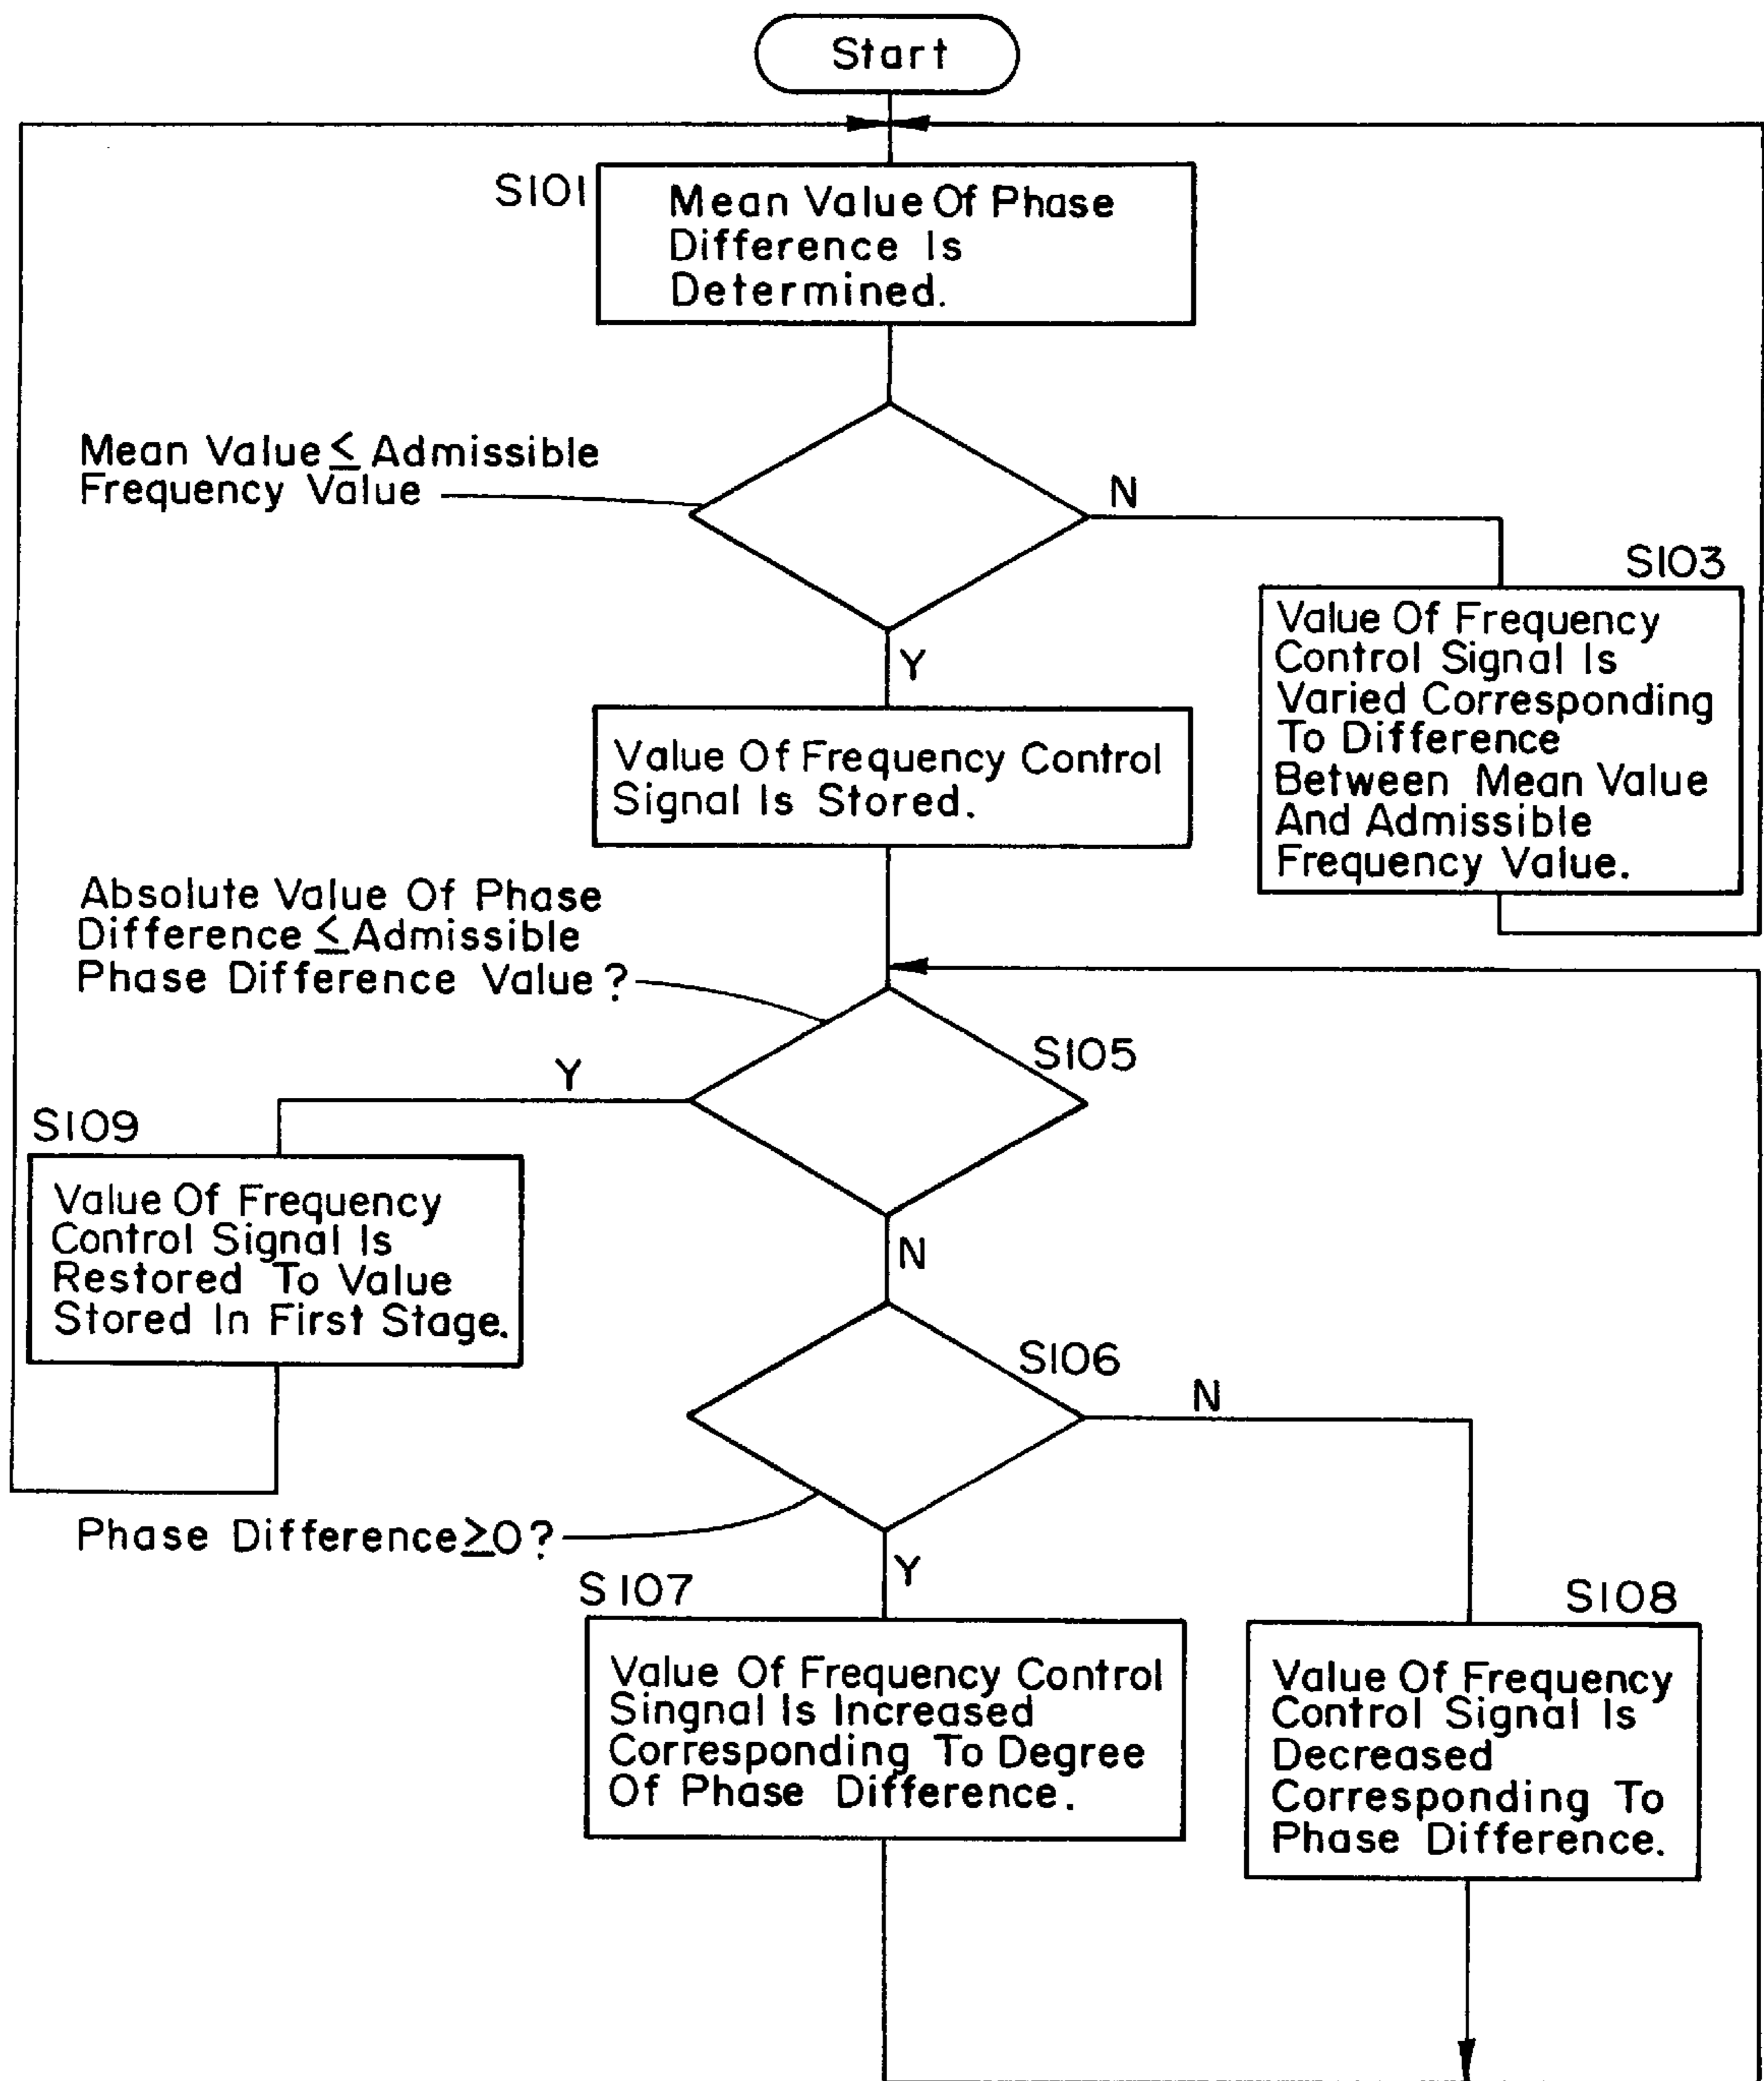 Start
S101
Mean Value Of Phase
Difference Is
Determined.
Mean Value ≤ Admissible
Frequency Value
N
S103
Value Of Frequency
Control Signal Is
Varied Corresponding
To Difference
Between Mean Value
And Admissible
Frequency Value.
Y
Value Of Frequency Control
Signal Is Stored.
Absolute Value Of Phase
Difference ≤ Admissible
Phase Difference Value?
S105
Y
S109
Value Of Frequency
Control Signal Is
Restored To Value
Stored In First Stage.
N
S106
N
Phase Difference ≥ 0?
Y
S107
Value Of Frequency Control
Singnal Is Increased
Corresponding To Degree
Of Phase Difference.
S108
Value Of Frequency
Control Signal Is
Decreased
Corresponding To
Phase Difference.